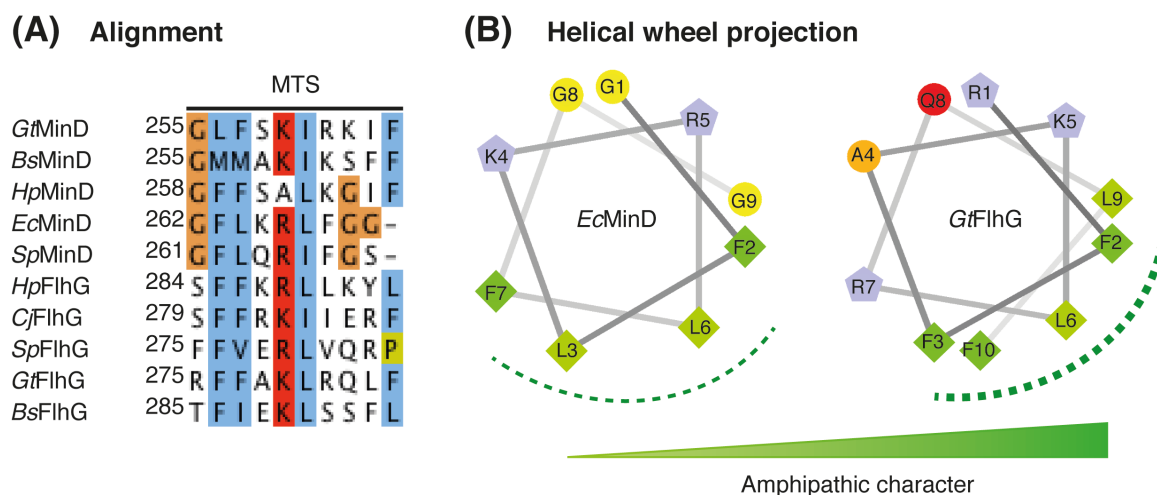 (A) Alignment
MTS
GtMinD 255 G L F S K I R K I F
BsMinD 255 G M M A K I K S F F
HpMinD 258 G F F S A L K G I F
EcMinD 262 G F L K R L F G G -
SpMinD 261 G F L Q R I F G S -
HpFlhG 284 S F F K R L L K Y L
CjFlhG 279 S F F R K I I E R F
SpFlhG 275 F F V E R L V Q R P
GtFlhG 275 R F F A K L R Q L F
BsFlhG 285 T F I E K L S S F L
(B) Helical wheel projection
G8 G1
R5
K4
G9
EcMinD
F2
F7
L6
L3
Q8 R1
K5
A4
L9
GtFlhG
F2
R7
L6
F3 F10
Amphipathic character